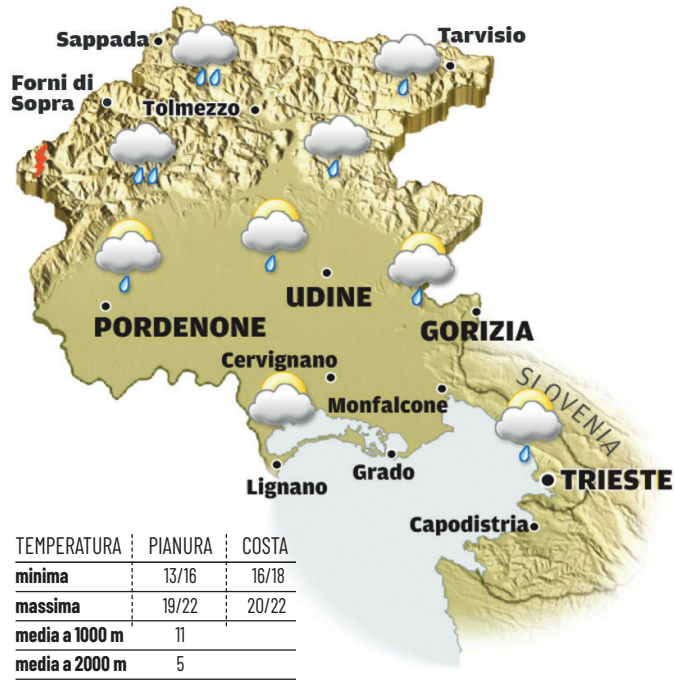 Sappada
Tarvisio
Forni di
Sopra
Tolmezzo
UDINE
PORDENONE
GORIZIA
Cervignano
SLOVENIA
Monfalcone
Grado
TRIESTE
Lignano
Capodistria
TEMPERATURA PIANURA COSTA
minima 13/16 16/18
massima 19/22 20/22
media a 1000 m 11
media a 2000 m 5